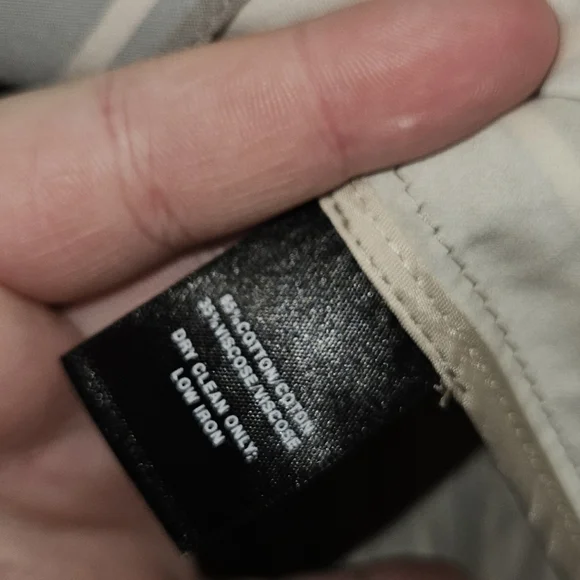 65%COTTON/COTON
35%VISCOSE/VISCOSE
DRY CLEAN ONLY;
LOW IRON